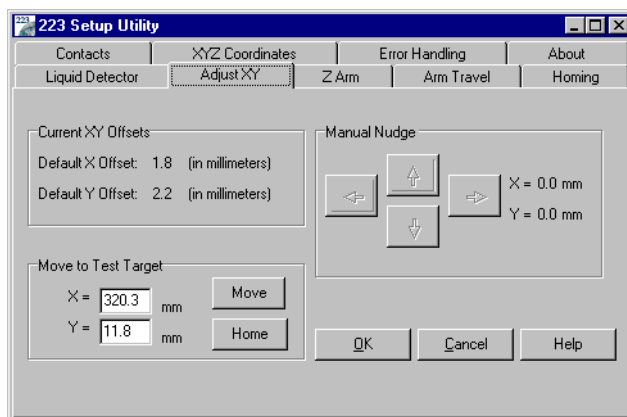 223 223 Setup Utility
Contacts XYZ Coordinates Error Handling About
Liquid Detector Adjust XY Z Arm Arm Travel Homing
Current XY Offsets
Default X Offset: 1.8 (in millimeters)
Default Y Offset: 2.2 (in millimeters)
Manual Nudge
X = 0.0 mm
Y = 0.0 mm
Move to Test Target
X = 320.3 mm Move
Y = 11.8 mm Home
OK Cancel Help